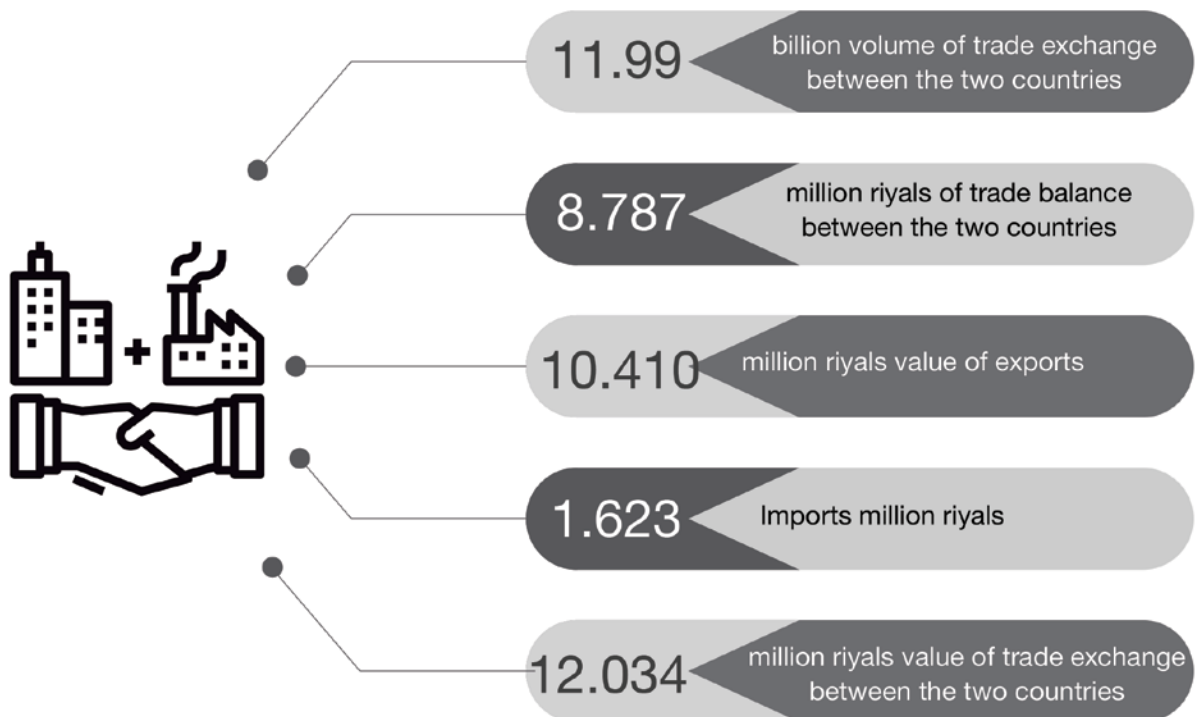 11.99
billion volume of trade exchange
between the two countries
8.787
million riyals of trade balance
between the two countries
10.410
million riyals value of exports
1.623
Imports million riyals
12.034
million riyals value of trade exchange
between the two countries